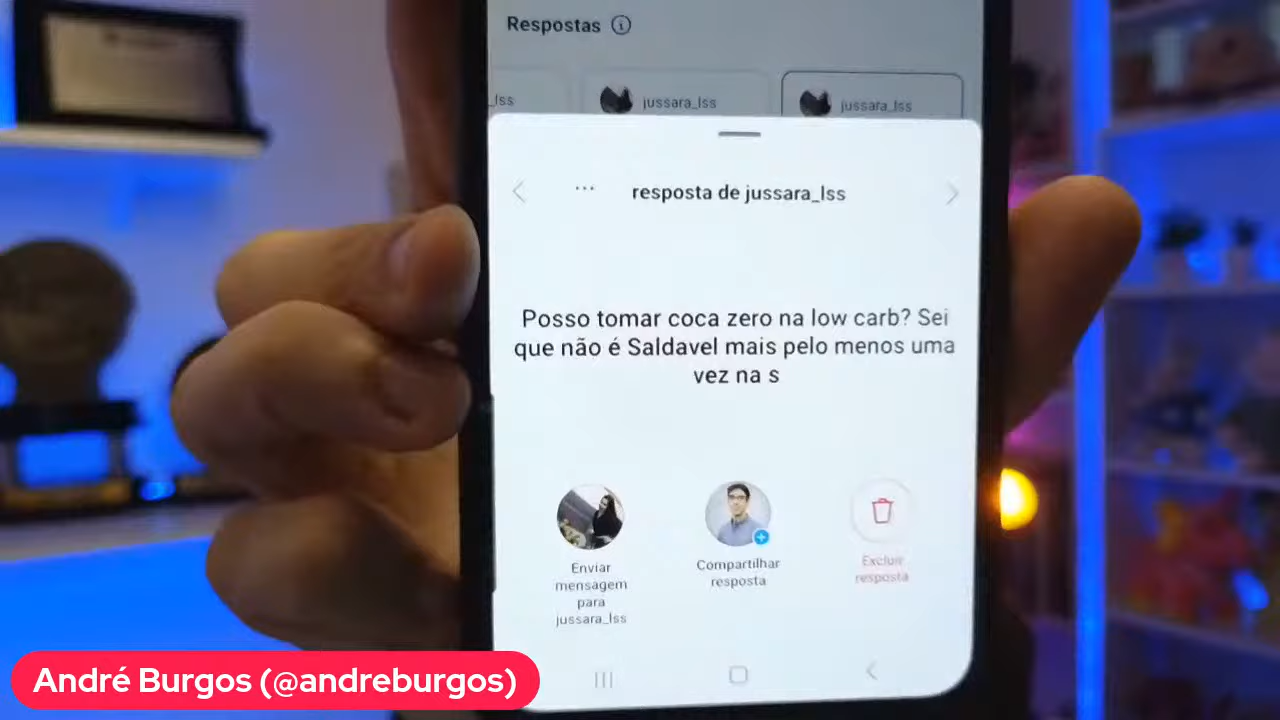 Respostas
_lss
jussara_lss
jussara_lss
resposta de jussara_lss
Posso tomar coca zero na low carb? Sei
que não é Saldavel mais pelo menos uma
vez na s
Enviar
mensagem
para
jussara_lss
Compartilhar
resposta
Excluir
resposta
André Burgos (@andreburgos)